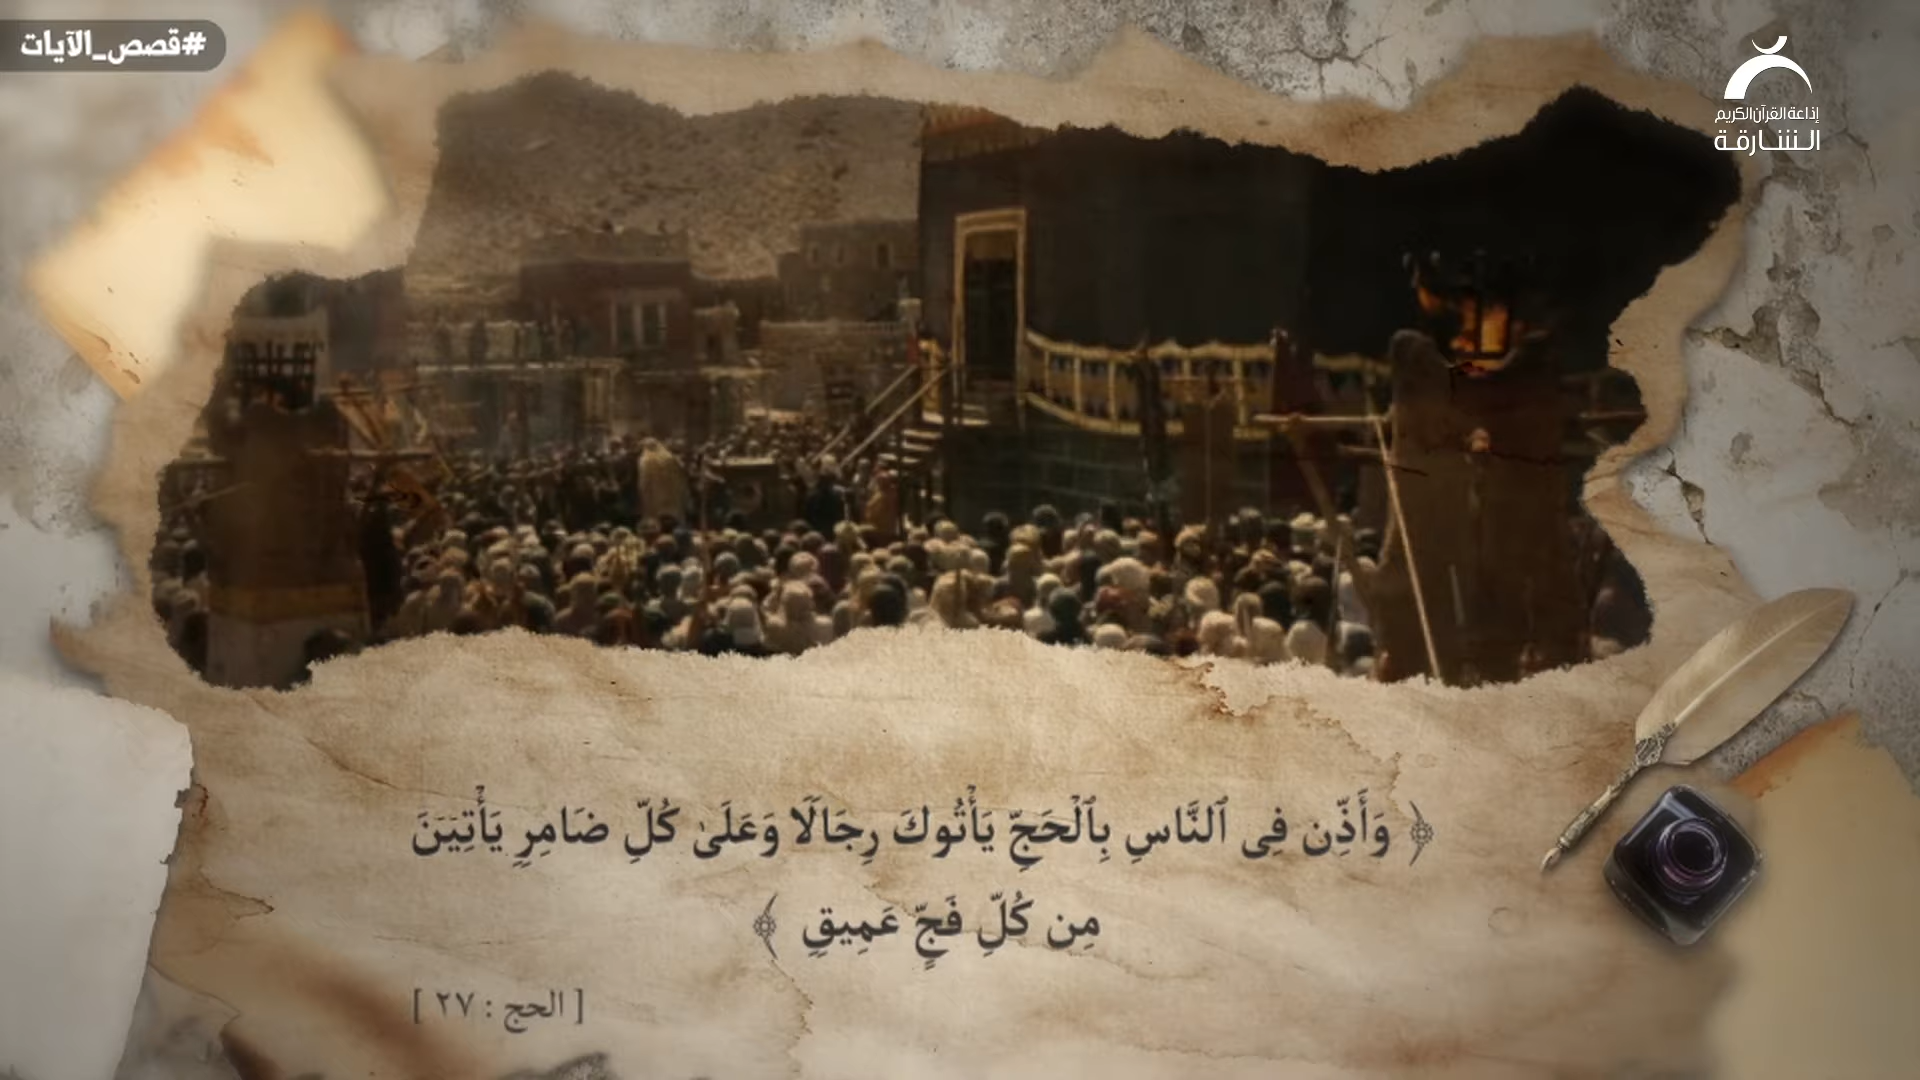 #قصص_الآيات
إذاعة القرآن الكريم
الشارقة
﴿ وَأَذِّن فِى ٱلنَّاسِ بِٱلْحَجِّ يَأْتُوكَ رِجَالًا وَعَلَىٰ كُلِّ ضَامِرٍ يَأْتِينَ
مِن كُلِّ فَجٍّ عَمِيقٍ ﴾
[ الحج : ٢٧ ]